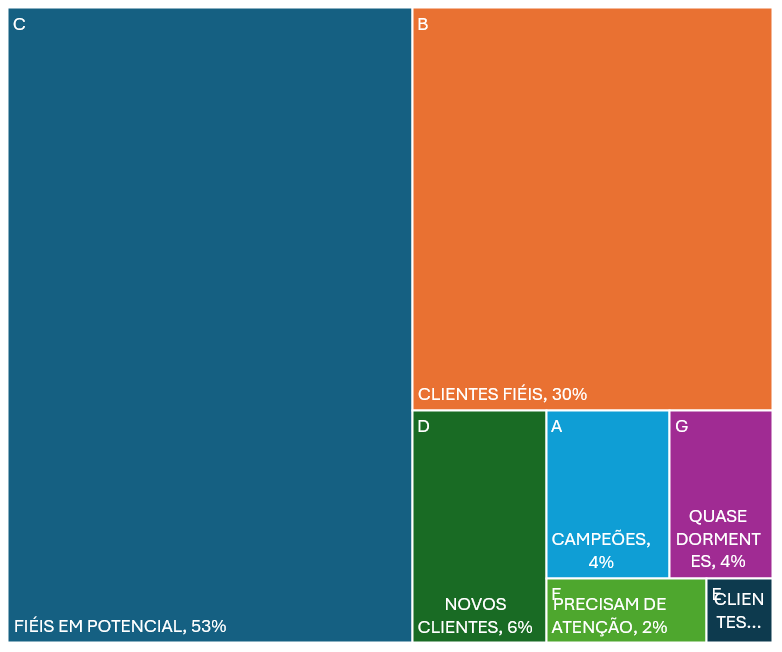 C
FIÉIS EM POTENCIAL, 53%
B
CLIENTES FIÉIS, 30%
D
NOVOS
CLIENTES, 6%
A
CAMPEÕES,
4%
G
QUASE
DORMENT
ES, 4%
PRECISAM DE
ATENÇÃO, 2%
CLIEN
TES...